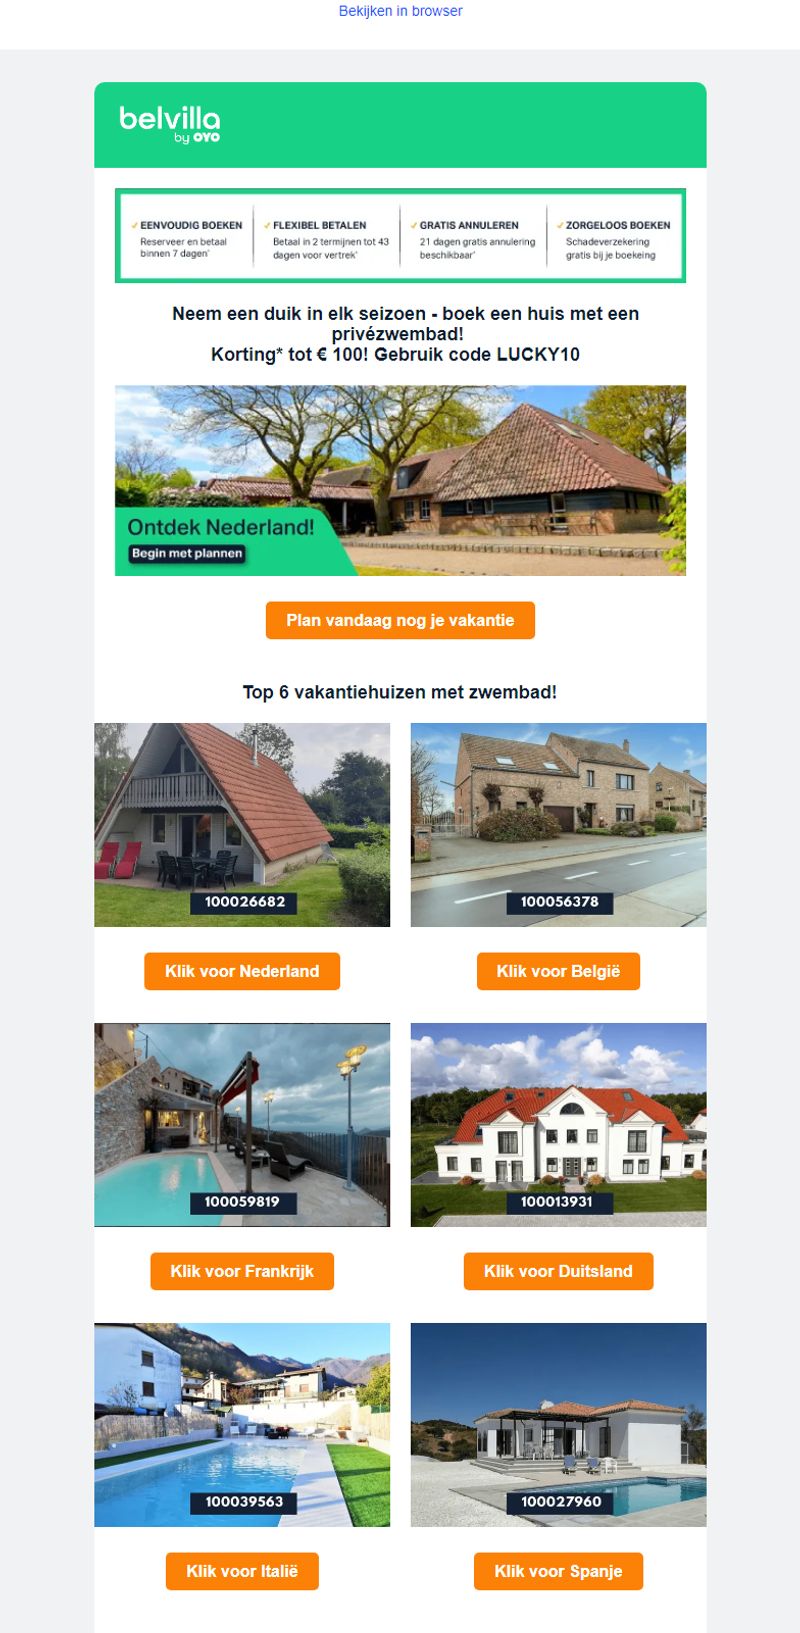 Bekijken in browser
belvilla
by OYO
✓ EENVOUDIG BOEKEN
Reserveer en betaal
binnen 7 dagen*
✓ FLEXIBEL BETALEN
Betaal in 2 termijnen tot 43
dagen voor vertrek*
✓ GRATIS ANNULEREN
21 dagen gratis annulering
beschikbaar*
✓ ZORGELOOS BOEKEN
Schadeverzekering
gratis bij je boekeing
Neem een duik in elk seizoen - boek een huis met een
privézwembad!
Korting* tot € 100! Gebruik code LUCKY10
Ontdek Nederland!
Begin met plannen
Plan vandaag nog je vakantie
Top 6 vakantiehuizen met zwembad!
100026682
100056378
Klik voor Nederland
Klik voor België
100059819
100013931
Klik voor Frankrijk
Klik voor Duitsland
100039563
100027960
Klik voor Italië
Klik voor Spanje